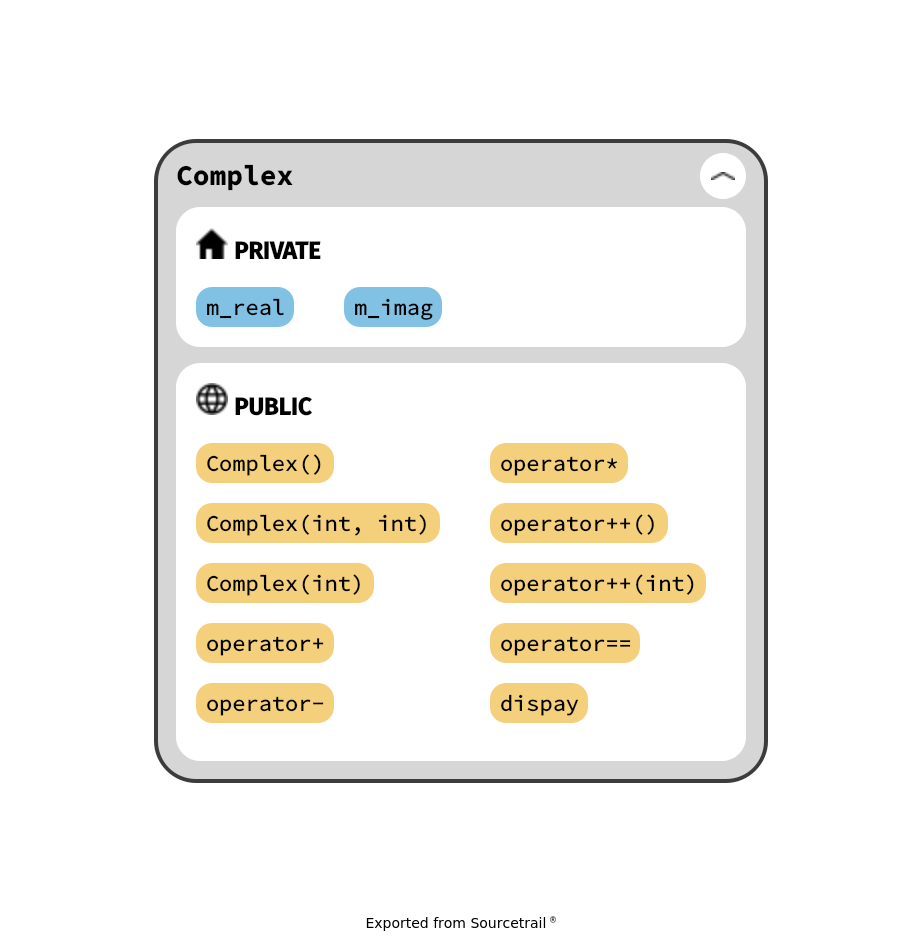 Complex
PRIVATE
m_real
m_imag
PUBLIC
Complex()
Complex(int, int)
Complex(int)
operator+
operator-
operator*
operator++()
operator++(int)
operator==
dispay
Exported from Sourcetrail ®